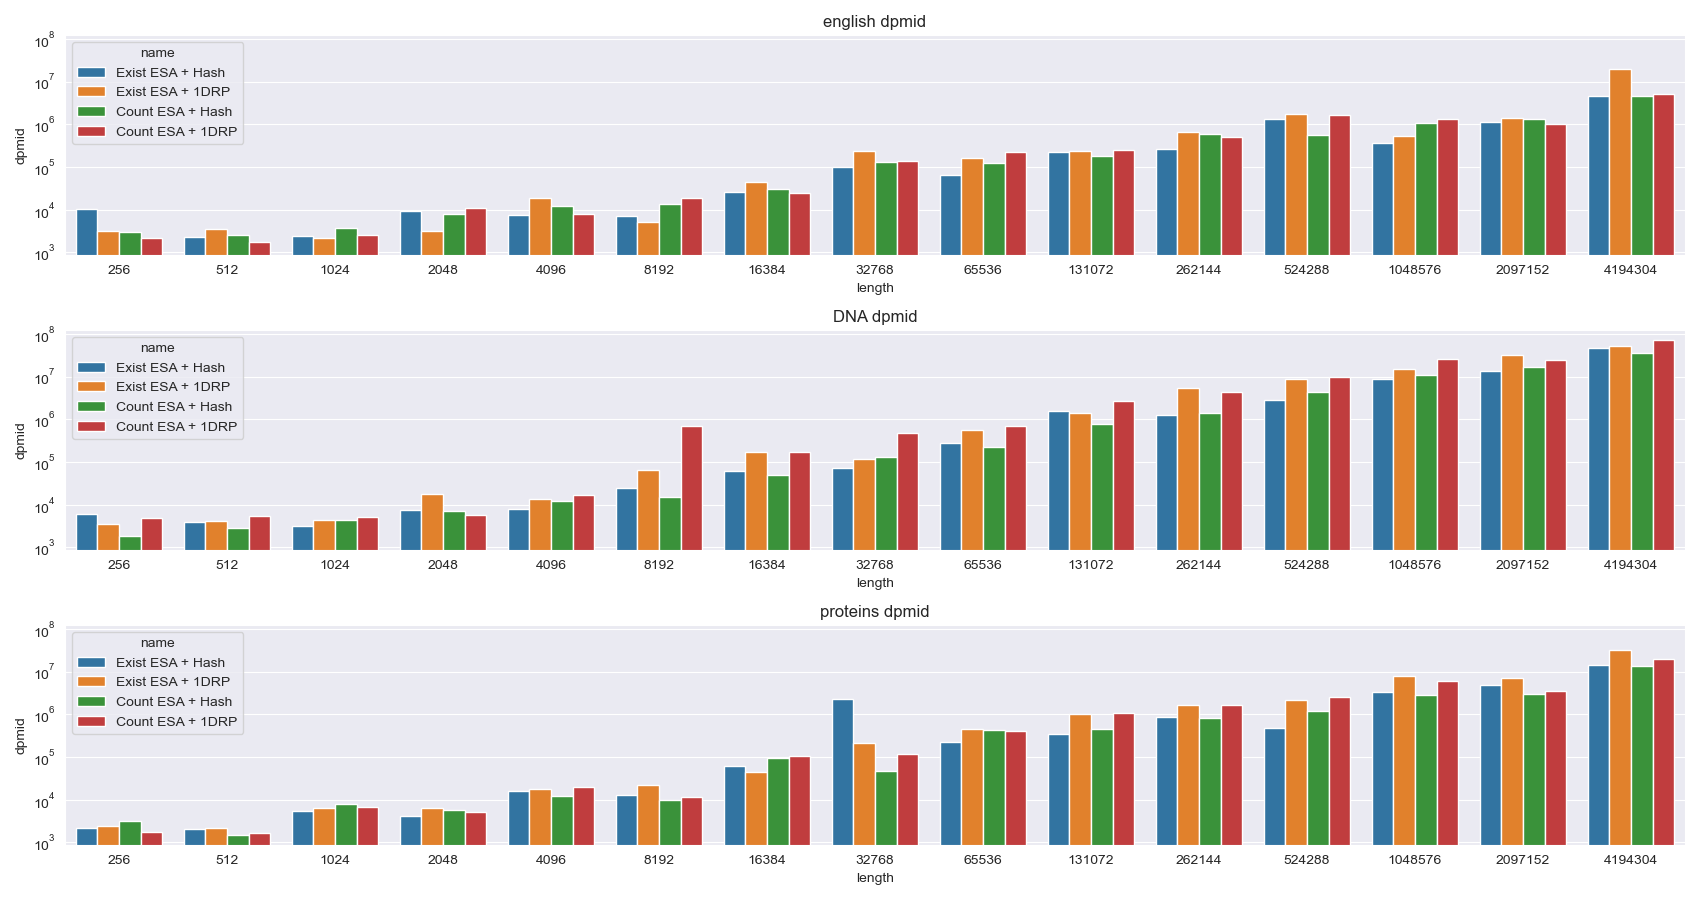 english dpmid
10^8
10^7
10^6
10^5
10^4
10^3
dpmid
name
Exist ESA + Hash
Exist ESA + 1DRP
Count ESA + Hash
Count ESA + 1DRP
256 512 1024 2048 4096 8192 16384 32768 65536 131072 262144 524288 1048576 2097152 4194304
length
DNA dpmid
10^8
10^7
10^6
10^5
10^4
10^3
dpmid
name
Exist ESA + Hash
Exist ESA + 1DRP
Count ESA + Hash
Count ESA + 1DRP
256 512 1024 2048 4096 8192 16384 32768 65536 131072 262144 524288 1048576 2097152 4194304
length
proteins dpmid
10^8
10^7
10^6
10^5
10^4
10^3
dpmid
name
Exist ESA + Hash
Exist ESA + 1DRP
Count ESA + Hash
Count ESA + 1DRP
256 512 1024 2048 4096 8192 16384 32768 65536 131072 262144 524288 1048576 2097152 4194304
length